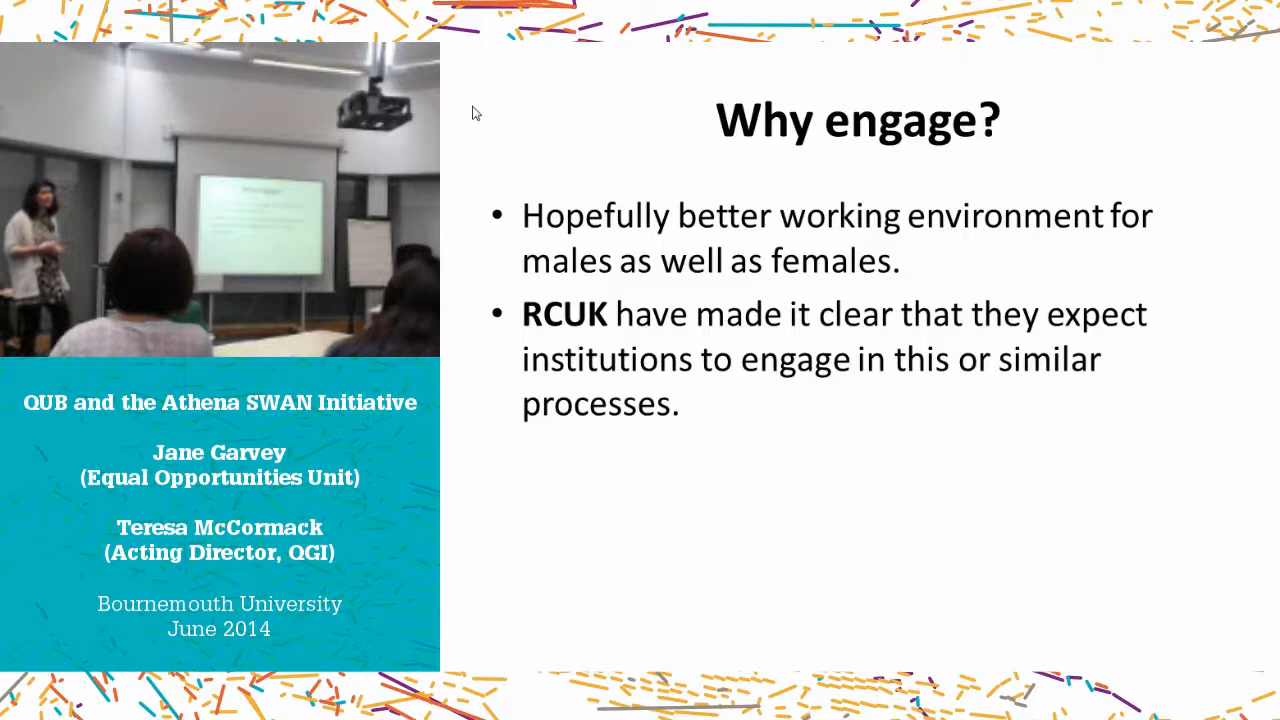 Why engage?
• Hopefully better working environment for
males as well as females.
• RCUK have made it clear that they expect
institutions to engage in this or similar
processes.
QUB and the Athena SWAN Initiative
Jane Garvey
(Equal Opportunities Unit)
Teresa McCormack
(Acting Director, QGI)
Bournemouth University
June 2014